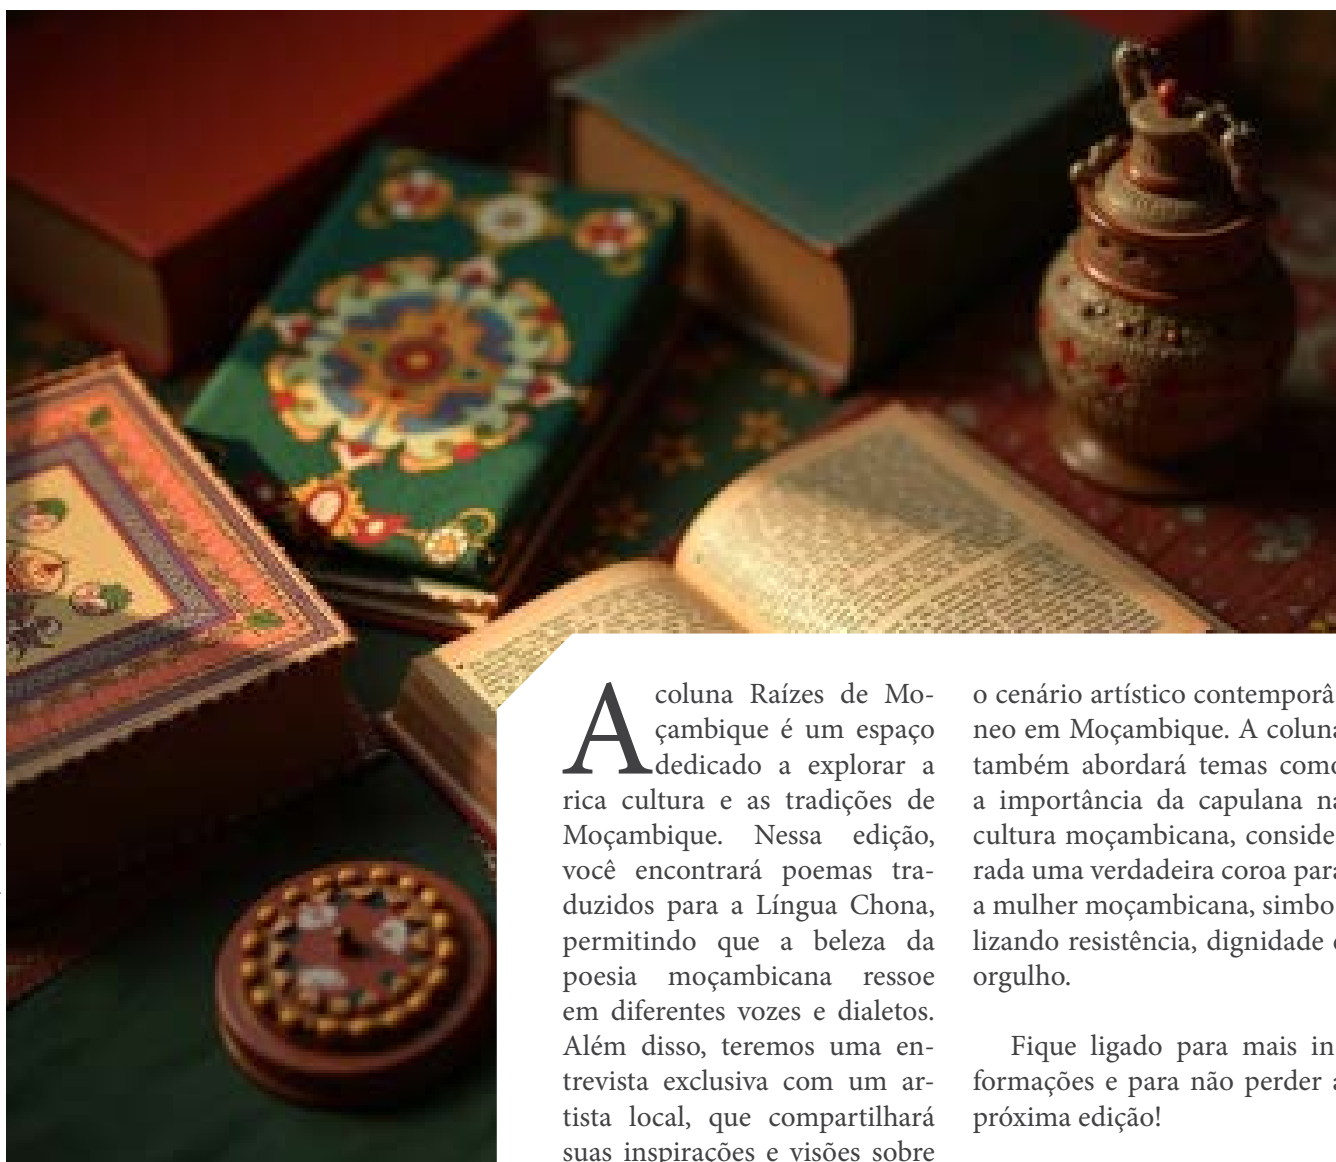 A coluna Raízes de Mo-
çambique é um espaço
dedicado a explorar a
rica cultura e as tradições de
Moçambique. Nessa edição,
você encontrará poemas tra-
duzidos para a Língua Chona,
permitindo que a beleza da
poesia moçambicana ressoe
em diferentes vozes e dialetos.
Além disso, teremos uma en-
trevista exclusiva com um ar-
tista local, que compartilhará
suas inspirações e visões sobre
o cenário artístico contemporâ-
neo em Moçambique. A coluna
também abordará temas como
a importância da capulana na
cultura moçambicana, conside-
rada uma verdadeira coroa para
a mulher moçambicana, simbo-
lizando resistência, dignidade e
orgulho.
Fique ligado para mais in-
formações e para não perder a
próxima edição!